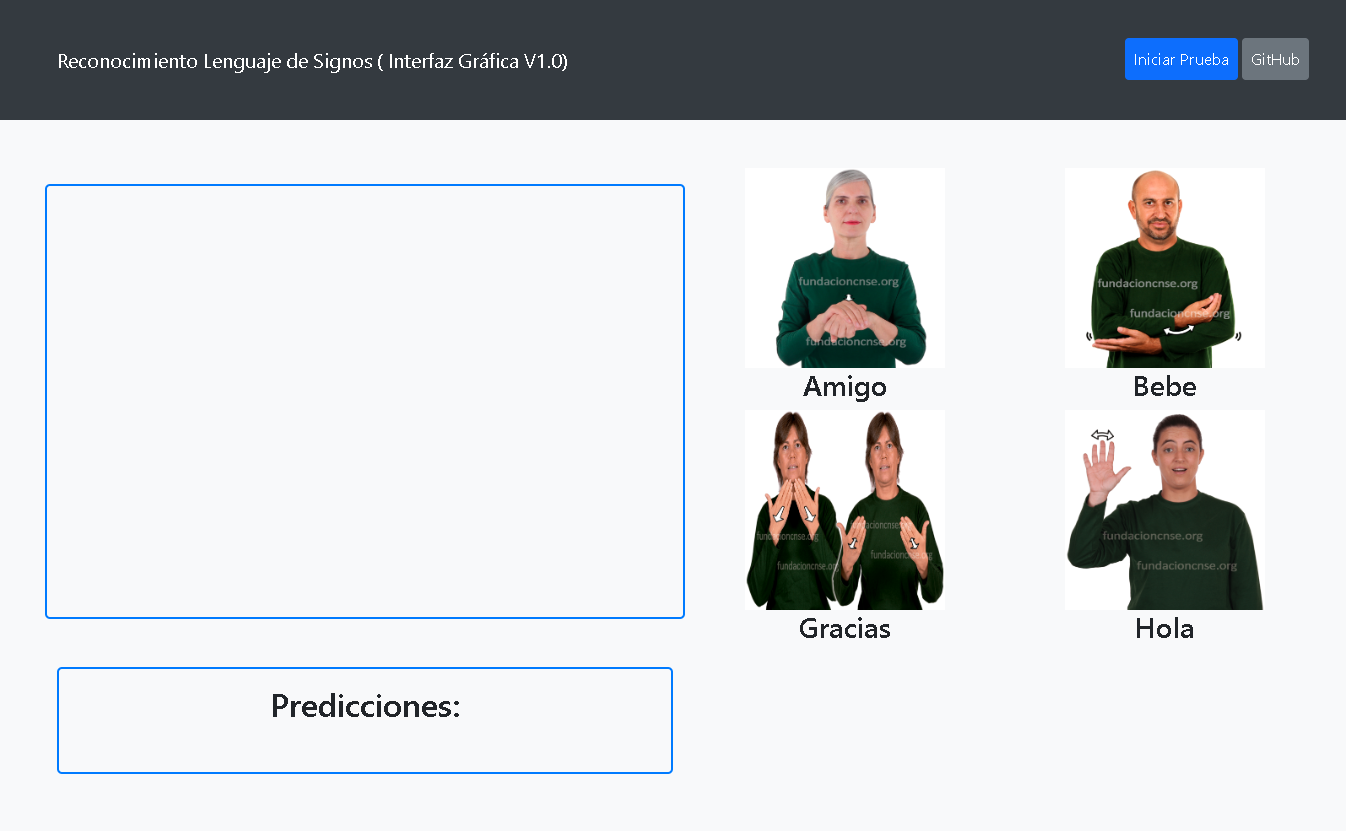 Reconocimiento Lenguaje de Signos ( Interfaz Gráfica V1.0)
Iniciar Prueba
GitHub
fundacioncnse.org
fundacioncnse.org
Amigo
fundacioncnse.org
fundacioncnse.org
Bebe
fundacioncnse.org
fundacioncnse.org
fundacioncnse.org
fundacioncnse.org
Gracias
fundacioncnse.org
fundacioncnse.org
Hola
Predicciones: